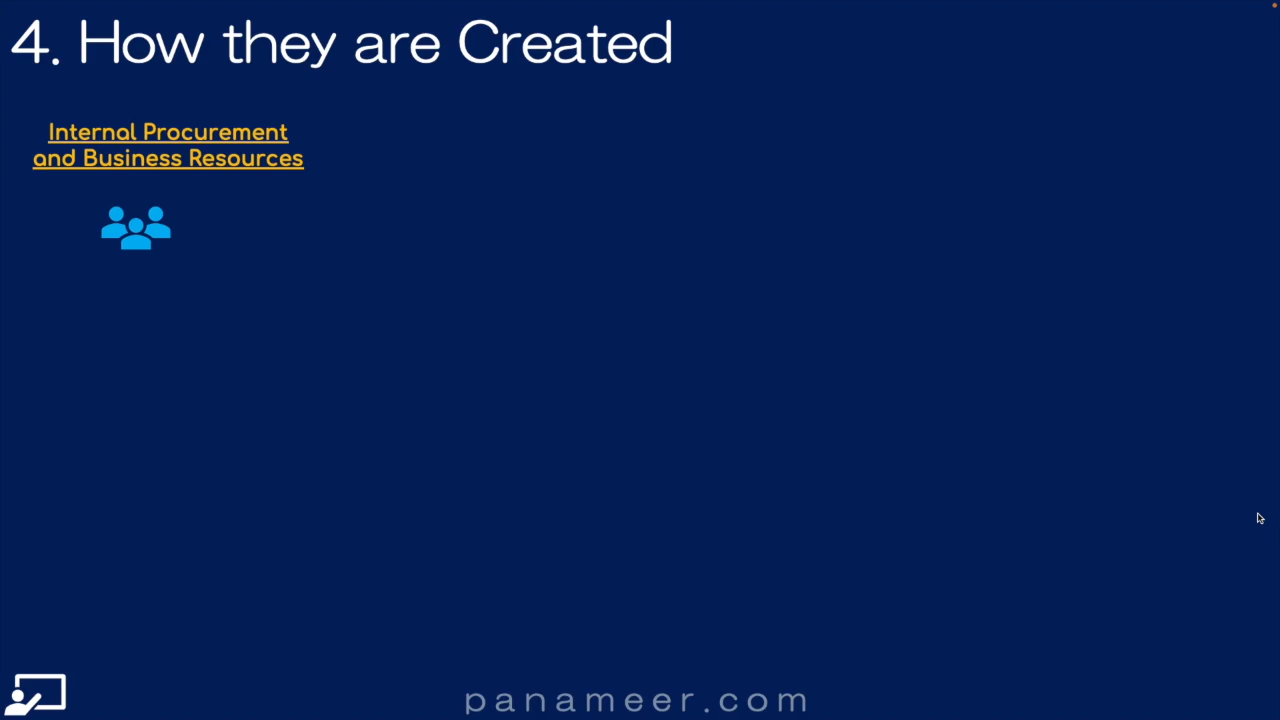 4. How they are Created
Internal Procurement
and Business Resources
panameer.com